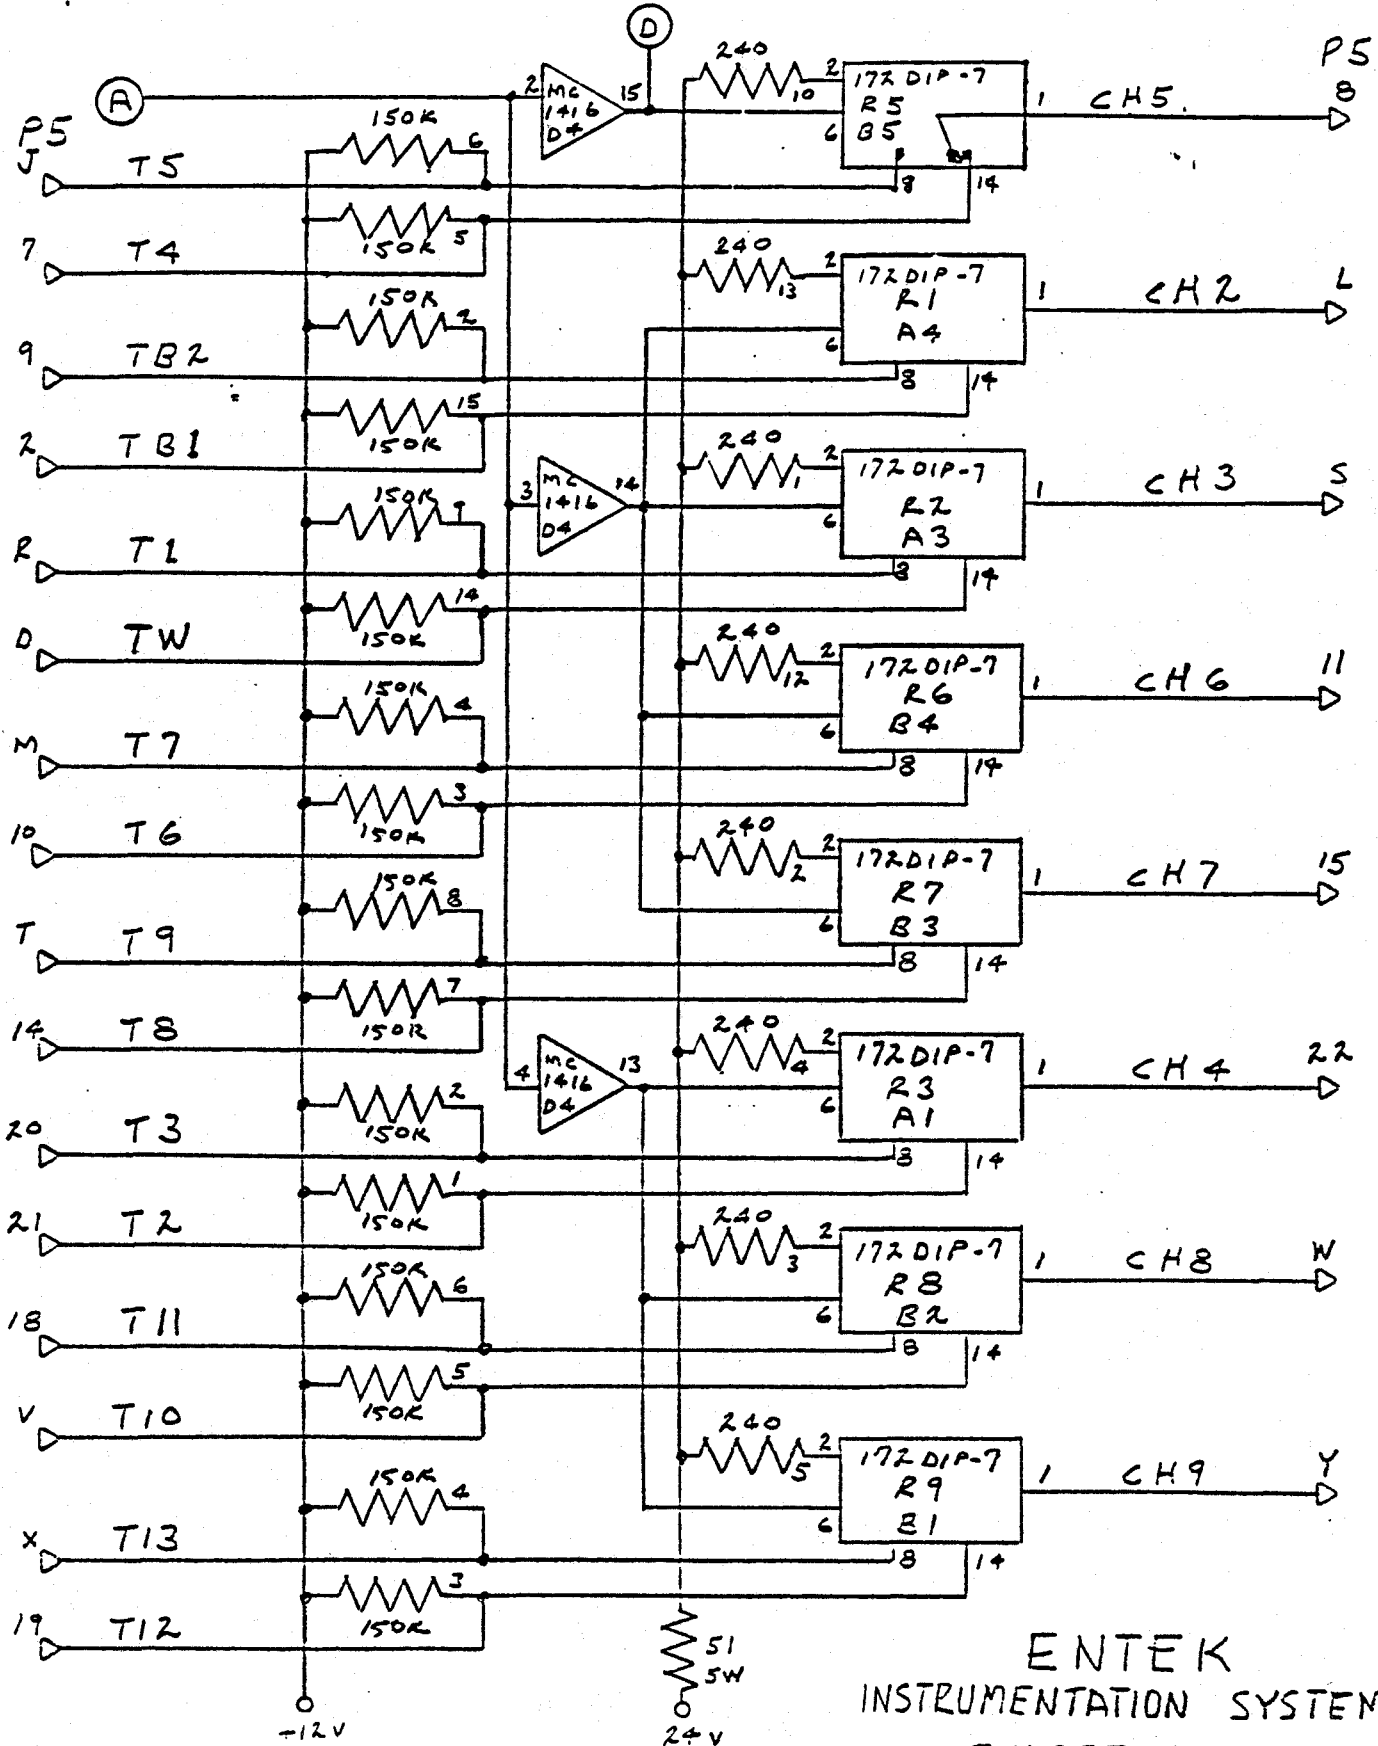 D
A
P5
P5
2 MC 1416 D4 15
240 10 2 172 DIP-7 R5 B5 6 8 14 1 CH5 8
J T5 150K 6
7 T4 150K 5
240 13 2 172 DIP-7 R1 A4 6 8 14 1 CH2 L
9 TB2 150K 2
2 TB1 150K 15
3 MC 1416 D4 14
240 1 2 172 DIP-7 R2 A3 6 8 14 1 CH3 S
R T1 150K 9
D TW 150K 14
240 12 2 172 DIP-7 R6 B4 6 8 14 1 CH6 11
M T7 150K 4
10 T6 150K 3
240 2 2 172 DIP-7 R7 B3 6 8 14 1 CH7 15
T T9 150K 8
14 T8 150K 7
4 MC 1416 D4 13
240 4 2 172 DIP-7 R3 A1 6 8 14 1 CH4 22
20 T3 150K 2
21 T2 150K 1
240 3 2 172 DIP-7 R8 B2 6 8 14 1 CH8 W
18 T11 150K 6
V T10 150K 5
240 5 2 172 DIP-7 R9 B1 6 8 14 1 CH9 Y
X T13 150K 4
19 T12 150K 3
51
5W
-12V
24V
ENTEK
INSTRUMENTATION SYSTEM